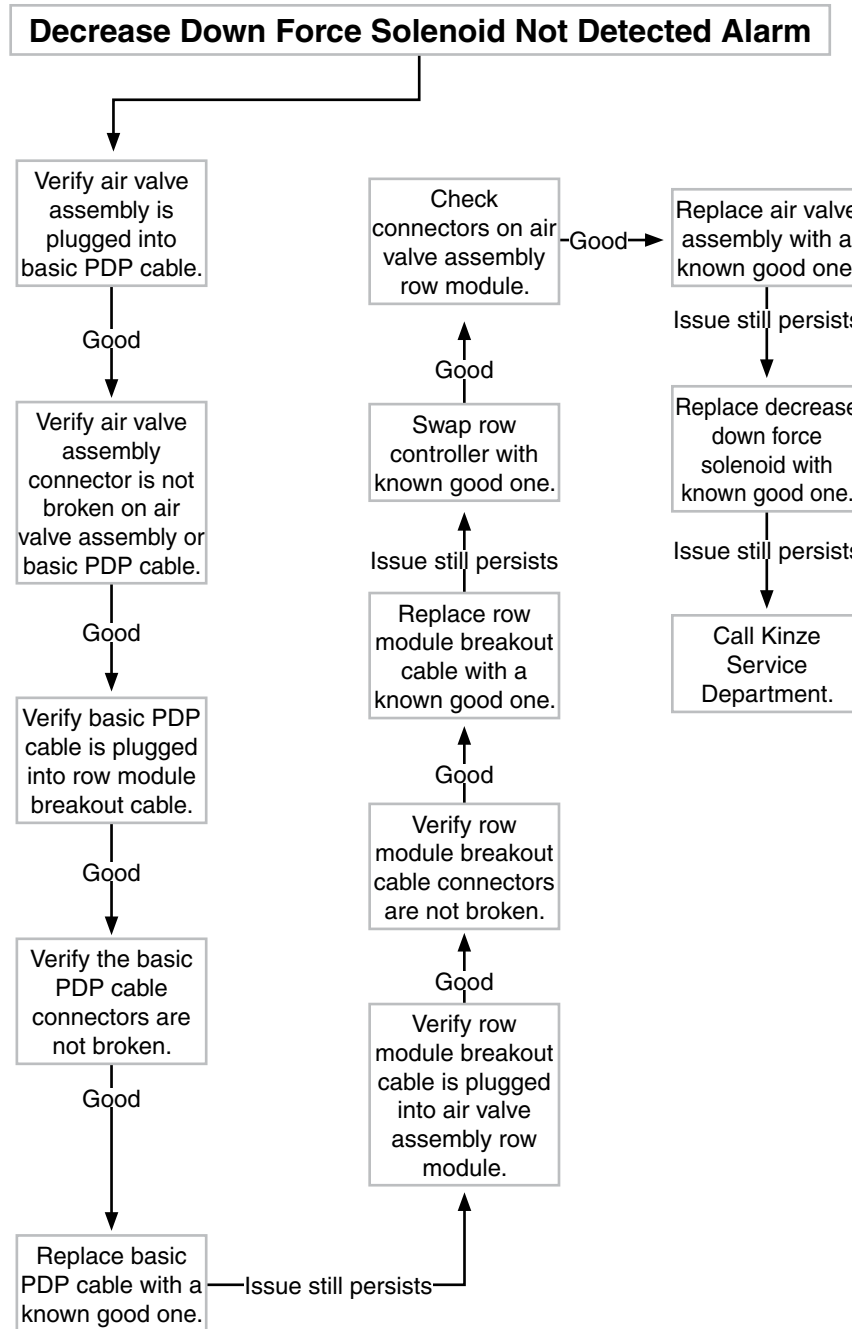 Decrease Down Force Solenoid Not Detected Alarm
Verify air valve
assembly is
plugged into
basic PDP cable.
Good
Verify air valve
assembly
connector is not
broken on air
valve assembly or
basic PDP cable.
Good
Verify basic PDP
cable is plugged
into row module
breakout cable.
Good
Verify the basic
PDP cable
connectors are
not broken.
Good
Replace basic
PDP cable with a
known good one.
Issue still persists
Verify row
module breakout
cable is plugged
into air valve
assembly row
module.
Good
Verify row
module breakout
cable connectors
are not broken.
Good
Replace row
module breakout
cable with a
known good one.
Issue still persists
Swap row
controller with
known good one.
Good
Check
connectors on air
valve assembly
row module.
Good
Replace air valve
assembly with a
known good one
Issue still persists
Replace decrease
down force
solenoid with
known good one.
Issue still persists
Call Kinze
Service
Department.